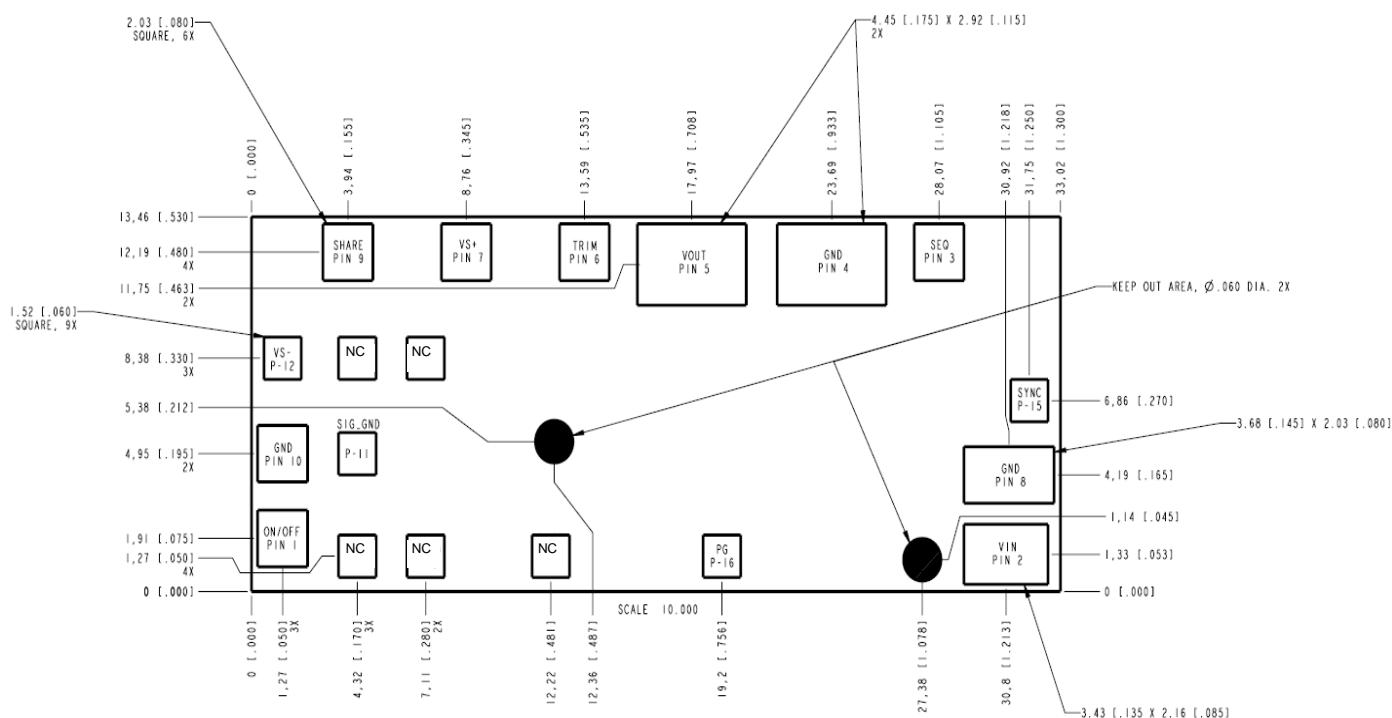 2.03 [.080]
SQUARE, 6X
4.45 [.175] X 2.92 [.115]
2X
0 [.000]
3,94 [.155]
8,76 [.345]
13,59 [.535]
17,97 [.708]
23,69 [.933]
28,07 [1.105]
30,92 [1.218]
31,75 [1.250]
33,02 [1.300]
13,46 [.530]
12,19 [.480]
4X
11,75 [.463]
2X
SHARE
PIN 9
VS+
PIN 7
TRIM
PIN 6
VOUT
PIN 5
GND
PIN 4
SEQ
PIN 3
KEEP OUT AREA, Ø.060 DIA. 2X
1.52 [.060]
SQUARE, 9X
8,38 [.330]
3X
VS-
P-12
NC
NC
5,38 [.212]
SYNC
P-15
6,86 [.270]
3.68 [.145] X 2.03 [.080]
4,95 [.195]
2X
GND
PIN 10
SIG_GND
P-11
GND
PIN 8
4,19 [.165]
1,14 [.045]
1,91 [.075]
1,27 [.050]
4X
ON/OFF
PIN 1
NC
NC
NC
PG
P-16
VIN
PIN 2
1,33 [.053]
0 [.000]
0 [.000]
SCALE 10.000
0 [.000]
1,27 [.050]
3X
4,32 [.170]
3X
7,11 [.280]
2X
12,22 [.481]
12,36 [.487]
19,2 [.756]
27,38 [1.078]
30,8 [1.213]
3.43 [.135 X 2.16 [.085]